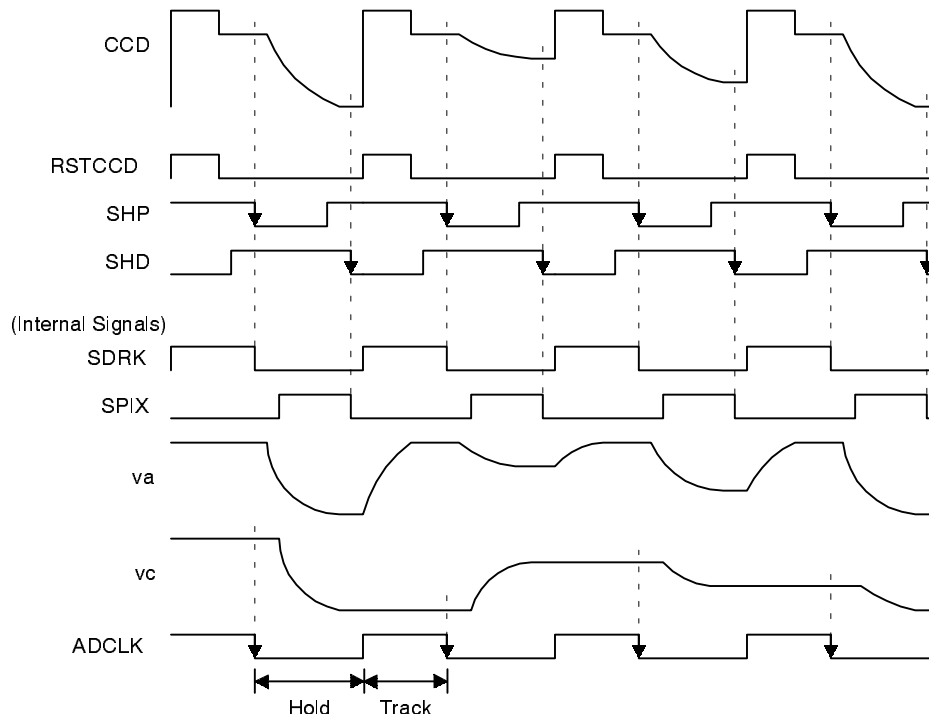 CCD
RSTCCD
SHP
SHD
(Internal Signals)
SDRK
SPIX
va
vc
ADCLK
Hold
Track